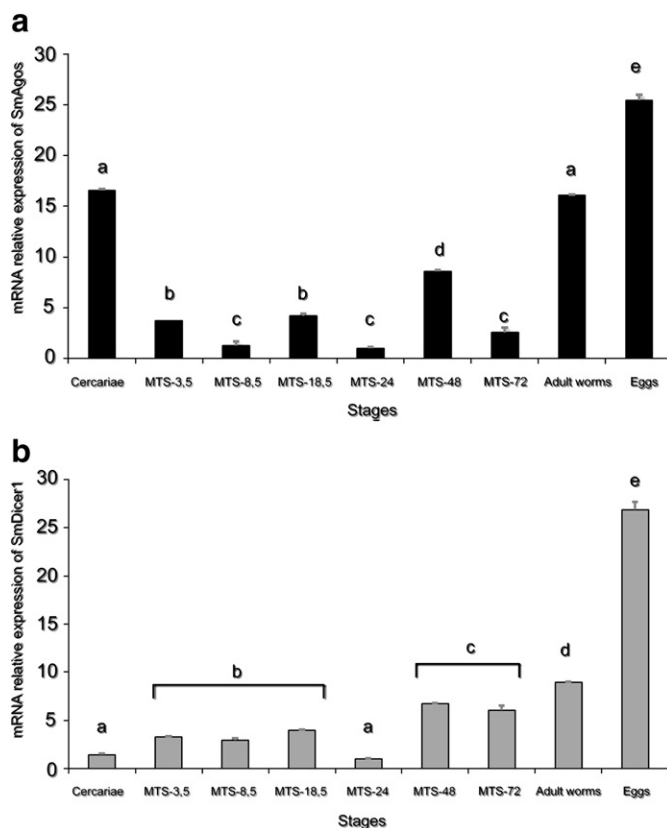 a
mRNA relative expression of SmAgos
30
25
20
15
10
5
0
a
b
c
b
c
d
c
a
e
Cercariae MTS-3,5 MTS-8,5 MTS-18,5 MTS-24 MTS-48 MTS-72 Adult worms Eggs
Stages
b
mRNA relative expression of SmDicer1
30
25
20
15
10
5
0
a
b
a
c
d
e
Cercariae MTS-3,5 MTS-8,5 MTS-18,5 MTS-24 MTS-48 MTS-72 Adult worms Eggs
Stages